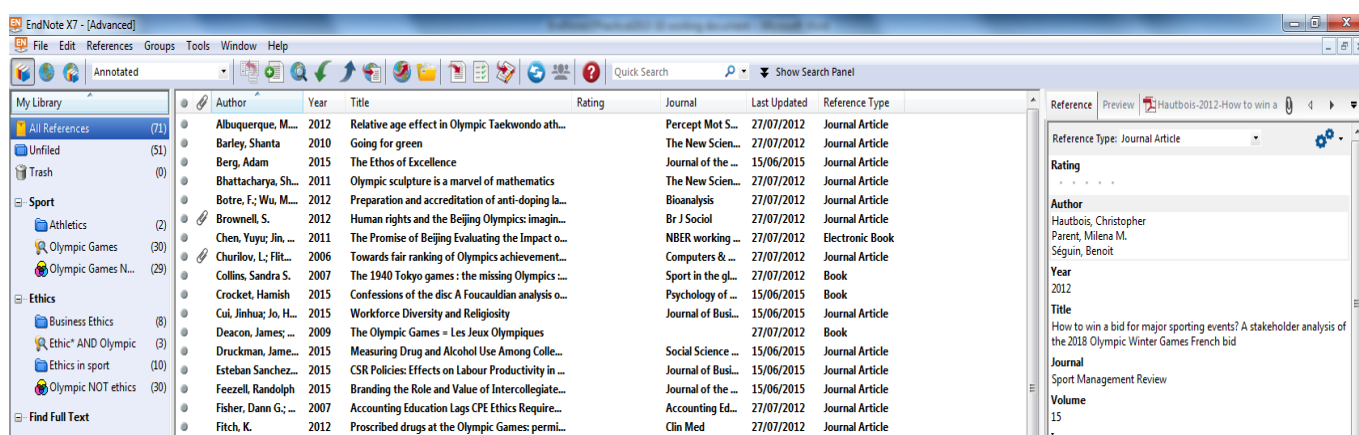 EndNote X7 - [Advanced]
File Edit References Groups Tools Window Help
Annotated Quick Search Show Search Panel
My Library
All References (71)
Unfiled (51)
Trash (0)
Sport
Athletics (2)
Olympic Games (30)
Olympic Games N... (29)
Ethics
Business Ethics (8)
Ethic* AND Olympic (3)
Ethics in sport (10)
Olympic NOT ethics (30)
Find Full Text
Author Year Title Rating Journal Last Updated Reference Type
Albuquerque, M.... 2012 Relative age effect in Olympic Taekwondo ath... Percept Mot S... 27/07/2012 Journal Article
Barley, Shanta 2010 Going for green The New Scien... 27/07/2012 Journal Article
Berg, Adam 2015 The Ethos of Excellence Journal of the ... 15/06/2015 Journal Article
Bhattacharya, Sh... 2011 Olympic sculpture is a marvel of mathematics The New Scien... 27/07/2012 Journal Article
Botre, F.; Wu, M.... 2012 Preparation and accreditation of anti-doping la... Bioanalysis 27/07/2012 Journal Article
Brownell, S. 2012 Human rights and the Beijing Olympics: imagin... Br J Sociol 27/07/2012 Journal Article
Chen, Yuyu; Jin, ... 2011 The Promise of Beijing Evaluating the Impact o... NBER working ... 27/07/2012 Electronic Book
Churilov, L.; Flit... 2006 Towards fair ranking of Olympics achievement... Computers & ... 27/07/2012 Journal Article
Collins, Sandra S. 2007 The 1940 Tokyo games : the missing Olympics :... Sport in the gl... 27/07/2012 Book
Crocket, Hamish 2015 Confessions of the disc A Foucauldian analysis o... Psychology of ... 15/06/2015 Book
Cui, Jinhua; Jo, H... 2015 Workforce Diversity and Religiosity Journal of Busi... 15/06/2015 Journal Article
Deacon, James; ... 2009 The Olympic Games = Les Jeux Olympiques 27/07/2012 Book
Druckman, Jame... 2015 Measuring Drug and Alcohol Use Among Colle... Social Science ... 15/06/2015 Journal Article
Esteban Sanchez... 2015 CSR Policies: Effects on Labour Productivity in ... Journal of Busi... 15/06/2015 Journal Article
Feezell, Randolph 2015 Branding the Role and Value of Intercollegiate... Journal of the ... 15/06/2015 Journal Article
Fisher, Dann G.; ... 2007 Accounting Education Lags CPE Ethics Require... Accounting Ed... 27/07/2012 Journal Article
Fitch, K. 2012 Proscribed drugs at the Olympic Games: permi... Clin Med 27/07/2012 Journal Article
Reference Preview Hautbois-2012-How to win a
Reference Type: Journal Article
Rating
Author
Hautbois, Christopher
Parent, Milena M.
Séguin, Benoit
Year
2012
Title
How to win a bid for major sporting events? A stakeholder analysis of
the 2018 Olympic Winter Games French bid
Journal
Sport Management Review
Volume
15